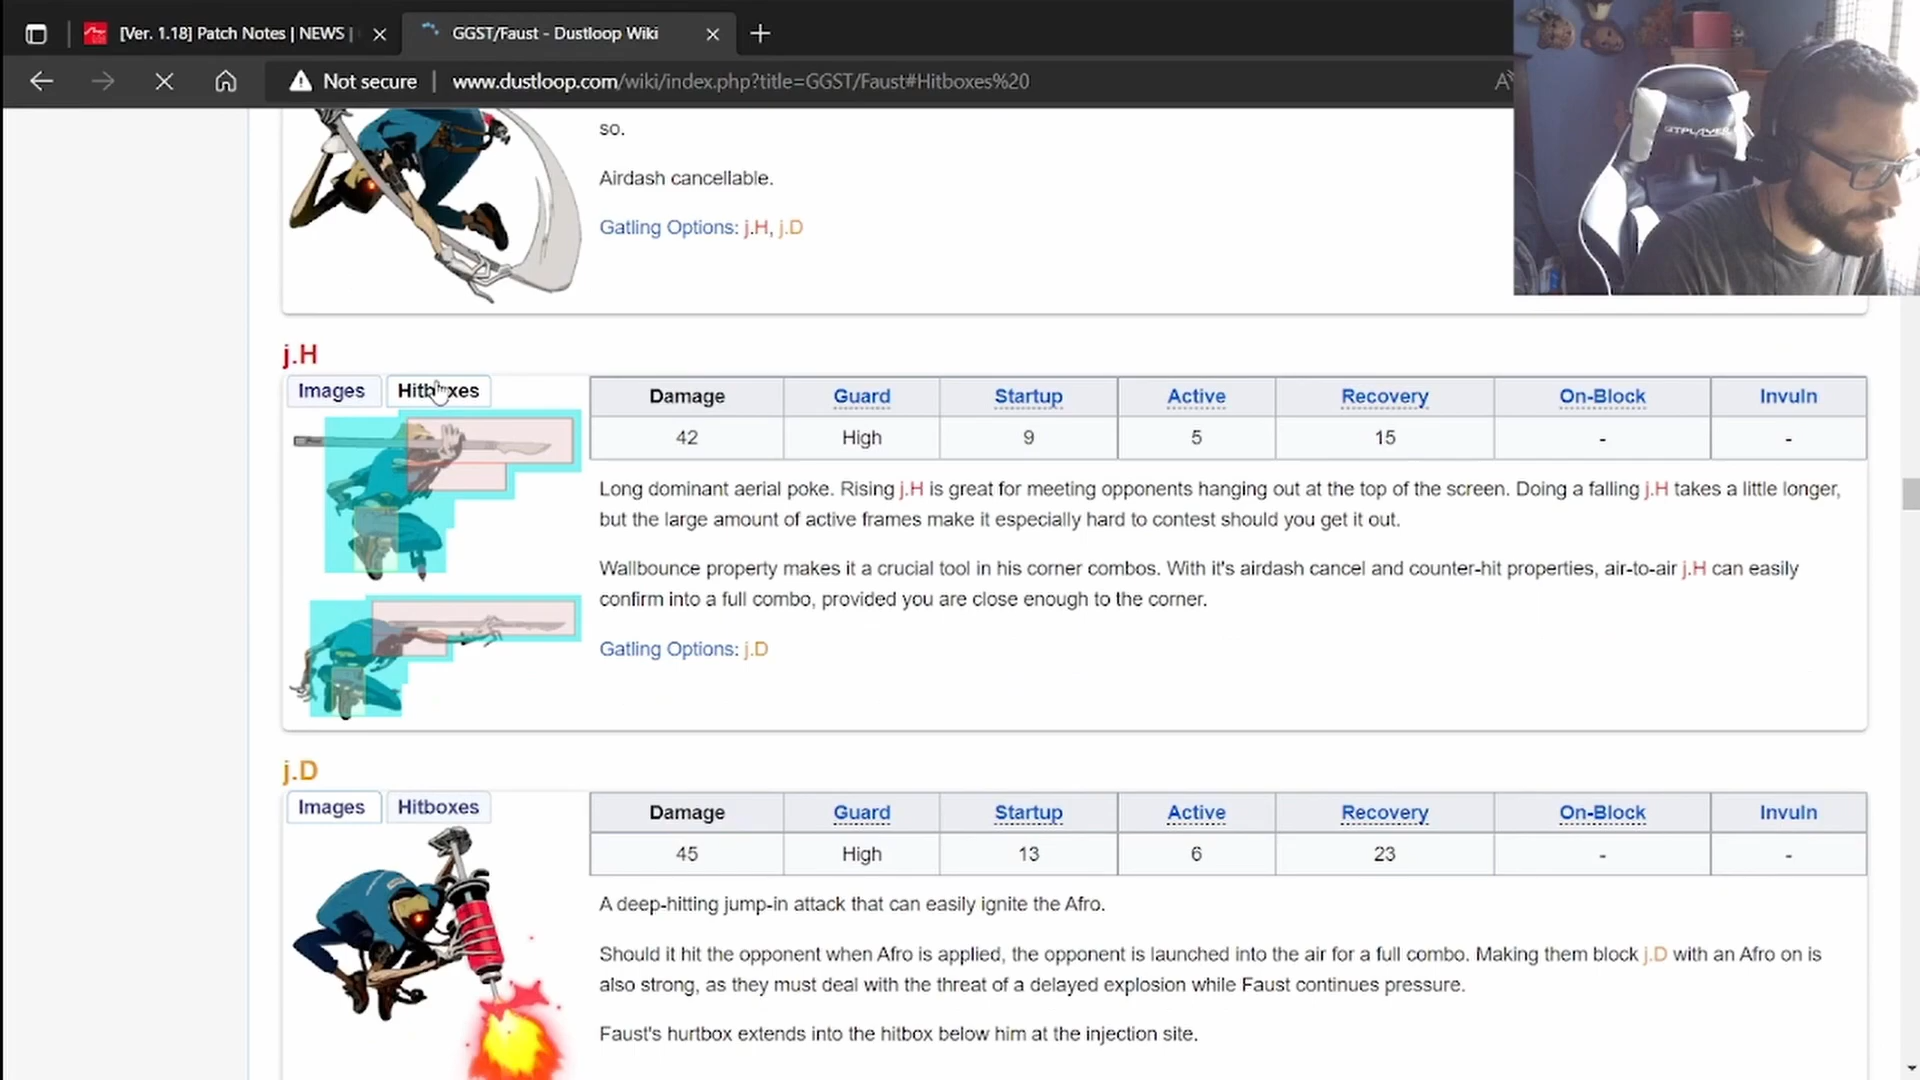 [Ver. 1.18] Patch Notes | NEWS |
GGST/Faust - Dustloop Wiki
Not secure
www.dustloop.com/wiki/index.php?title=GGST/Faust#Hitboxes%20
GTPLAYER
so.
Airdash cancellable.
Gatling Options: j.H, j.D
j.H
Images Hitboxes
Damage Guard Startup Active Recovery On-Block Invuln
42 High 9 5 15 - -
Long dominant aerial poke. Rising j.H is great for meeting opponents hanging out at the top of the screen. Doing a falling j.H takes a little longer,
but the large amount of active frames make it especially hard to contest should you get it out.
Wallbounce property makes it a crucial tool in his corner combos. With it's airdash cancel and counter-hit properties, air-to-air j.H can easily
confirm into a full combo, provided you are close enough to the corner.
Gatling Options: j.D
j.D
Images Hitboxes
Damage Guard Startup Active Recovery On-Block Invuln
45 High 13 6 23 - -
A deep-hitting jump-in attack that can easily ignite the Afro.
Should it hit the opponent when Afro is applied, the opponent is launched into the air for a full combo. Making them block j.D with an Afro on is
also strong, as they must deal with the threat of a delayed explosion while Faust continues pressure.
Faust's hurtbox extends into the hitbox below him at the injection site.